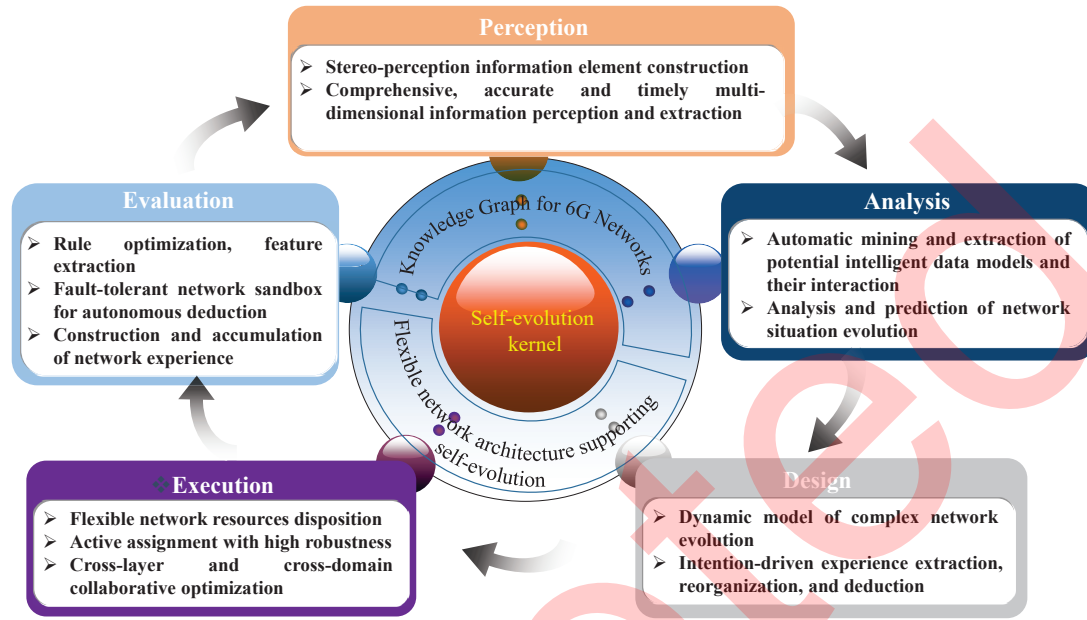 Perception
➢ Stereo-perception information element construction
➢ Comprehensive, accurate and timely multi-
dimensional information perception and extraction
Evaluation
➢ Rule optimization, feature
extraction
➢ Fault-tolerant network sandbox
for autonomous deduction
➢ Construction and accumulation
of network experience
Knowledge Graph for 6G Networks
Analysis
➢ Automatic mining and extraction of
potential intelligent data models and
their interaction
➢ Analysis and prediction of network
situation evolution
Self-evolution
kernel
Flexible network architecture supporting
self-evolution
❖Execution
➢ Flexible network resources disposition
➢ Active assignment with high robustness
➢ Cross-layer and cross-domain
collaborative optimization
Design
➢ Dynamic model of complex network
evolution
➢ Intention-driven experience extraction,
reorganization, and deduction
ted